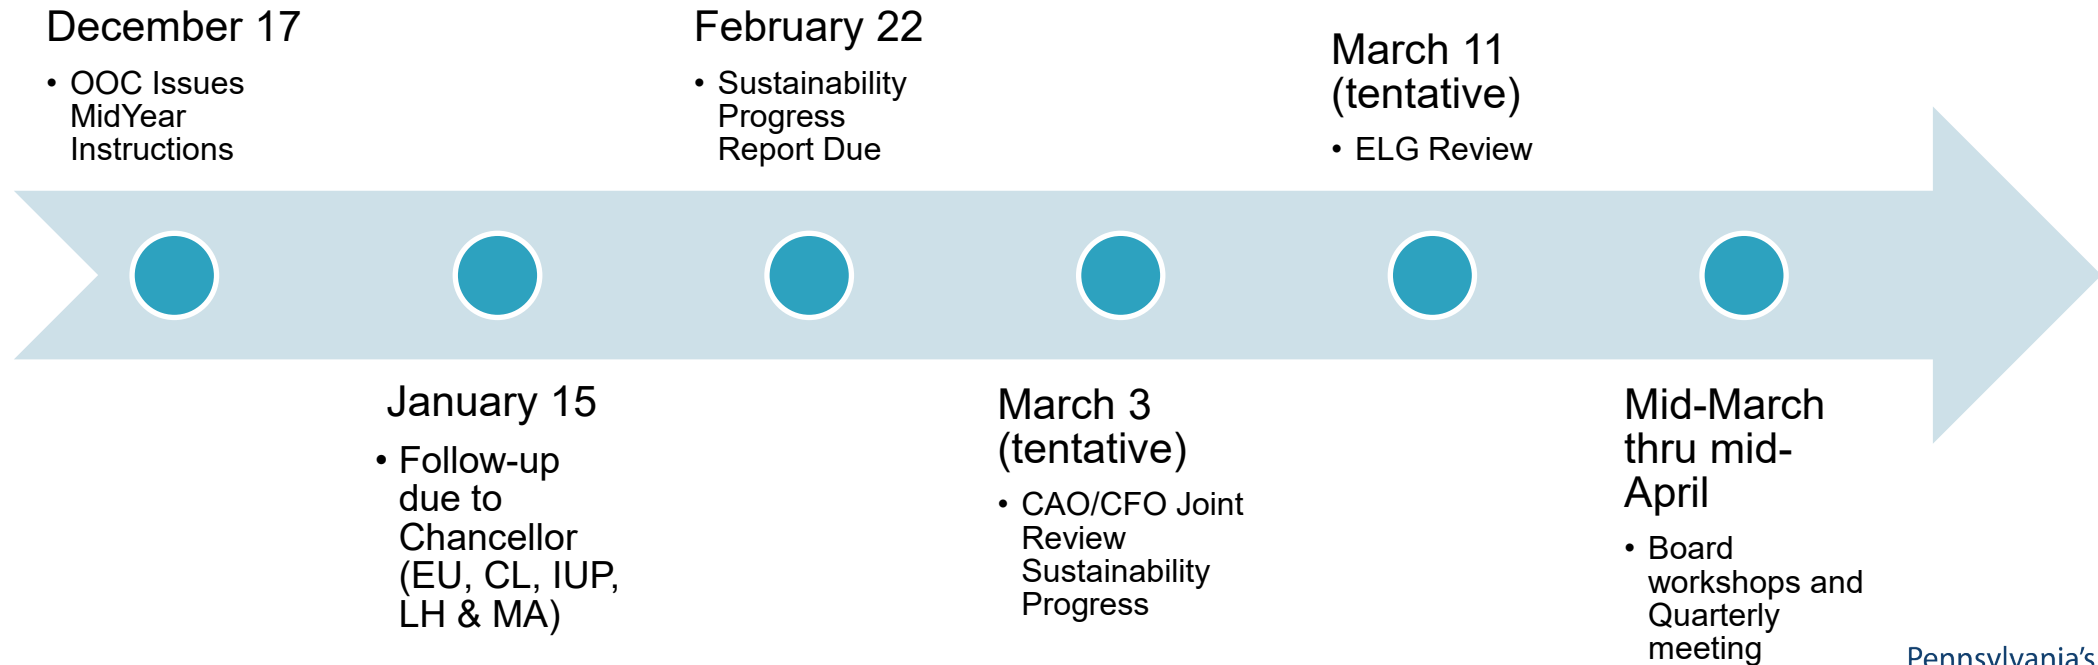 December 17
• OOC Issues
MidYear
Instructions
January 15
• Follow-up
due to
Chancellor
(EU, CL, IUP,
LH & MA)
February 22
• Sustainability
Progress
Report Due
March 3
(tentative)
• CAO/CFO Joint
Review
Sustainability
Progress
March 11
(tentative)
• ELG Review
Mid-March
thru mid-
April
• Board
workshops and
Quarterly
meeting
Pennsylvania's